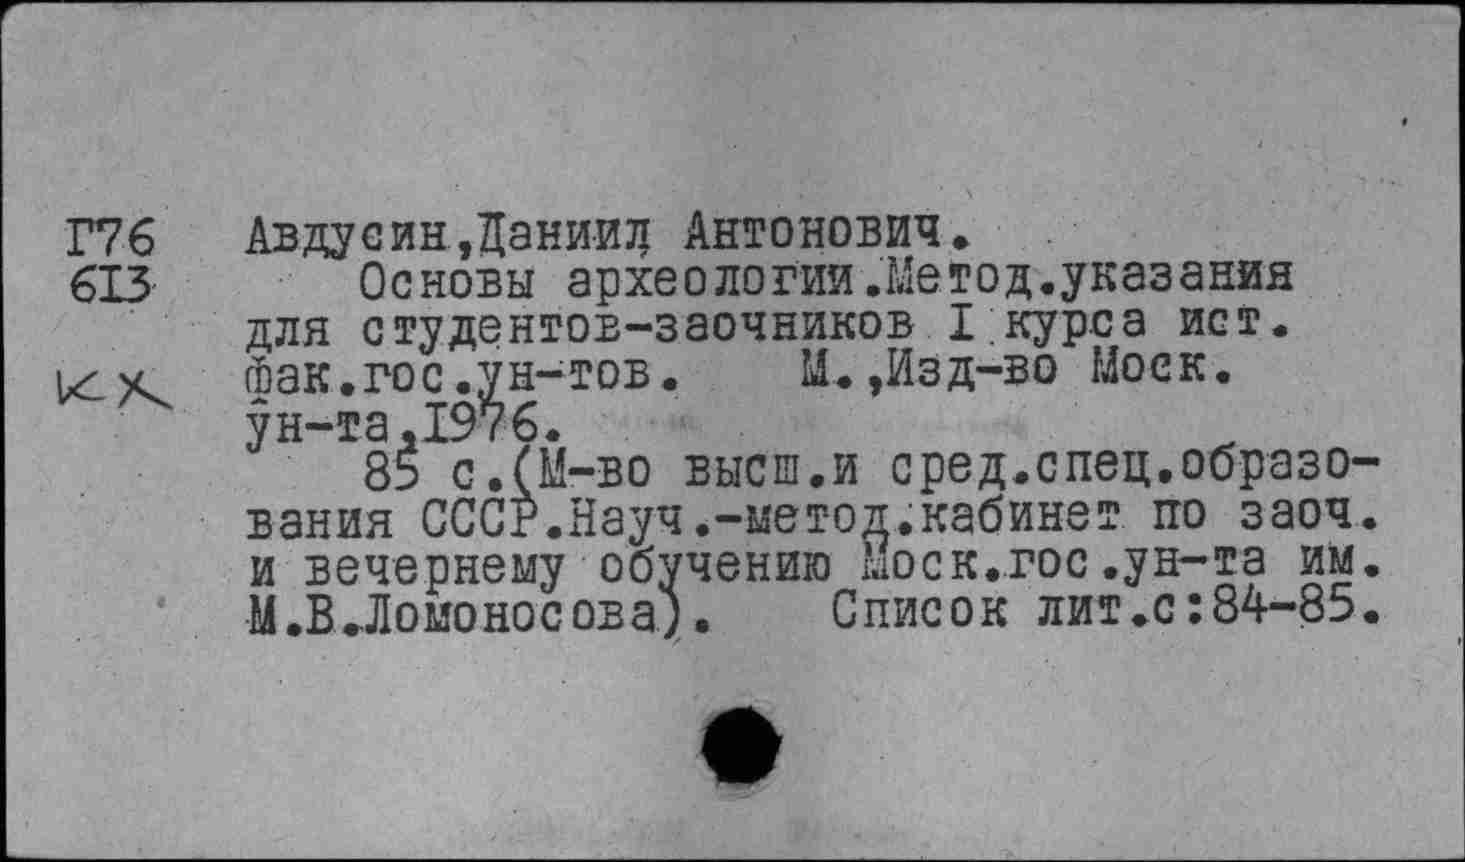 Г76 Авдусин,Даниил Антонович.
613 Основы археологии.Метод.указания
для студентов-заочников I курса ист.
КХ фак.гос.ун-тов. М.,Изд-во Моск.
ун-та,1976.
85 с.(М-во высш.и сред.спец.образо-
вания СССР.Науч.-метод.кабинет по заоч.
и вечернему обучению Моск.гос.ун-та им.
М.В.Ломоносова). Список лит.с:84-85.